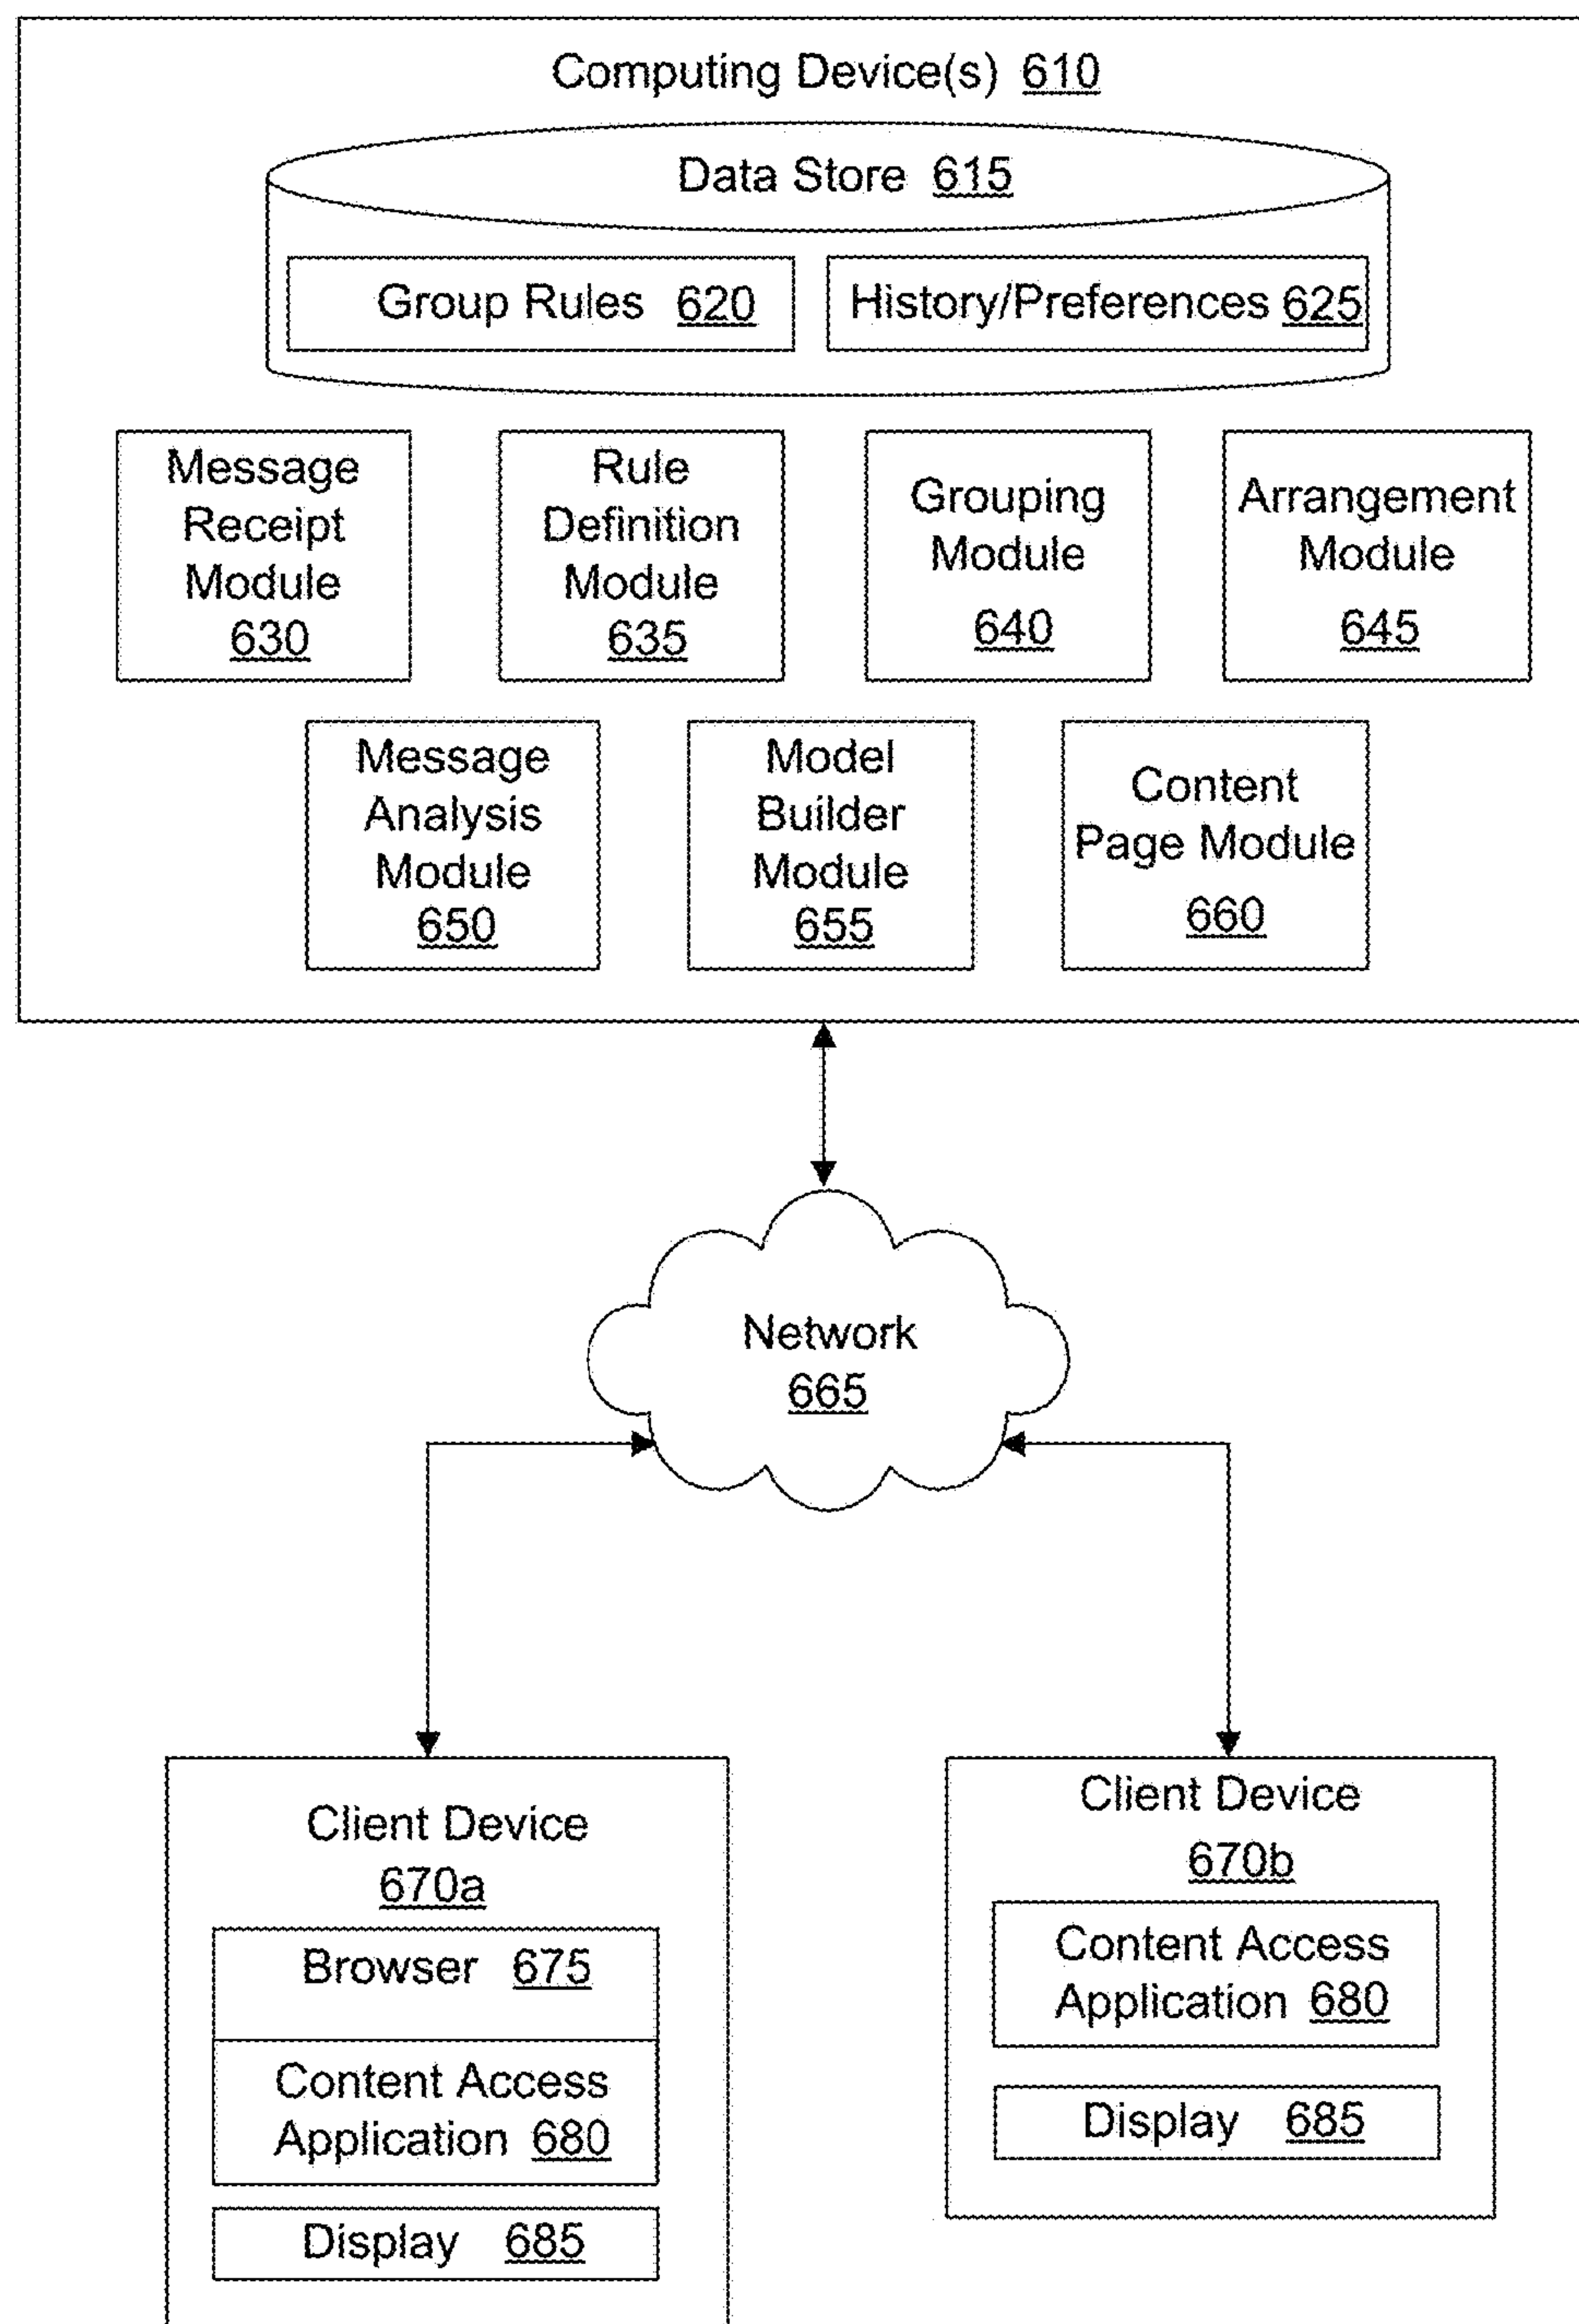 Computing Device(s) 610
Data Store 615
Group Rules 620
History/Preferences 625
Message
Receipt
Module
630
Rule
Definition
Module
635
Grouping
Module
640
Arrangement
Module
645
Message
Analysis
Module
650
Model
Builder
Module
655
Content
Page Module
660
Network
665
Client Device
670a
Browser 675
Content Access
Application 680
Display 685
Client Device
670b
Content Access
Application 680
Display 685